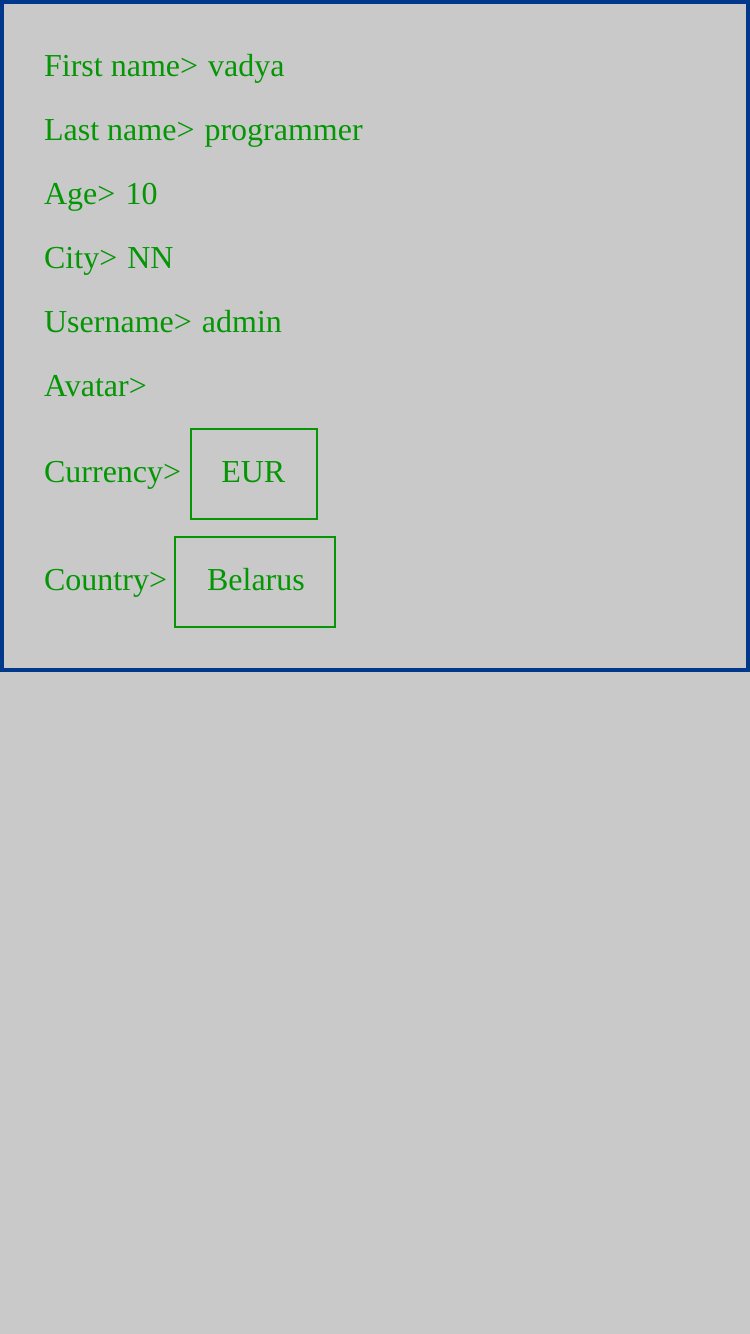 First name> vadya
Last name> programmer
Age> 10
City> NN
Username> admin
Avatar>
Currency> EUR
Country> Belarus